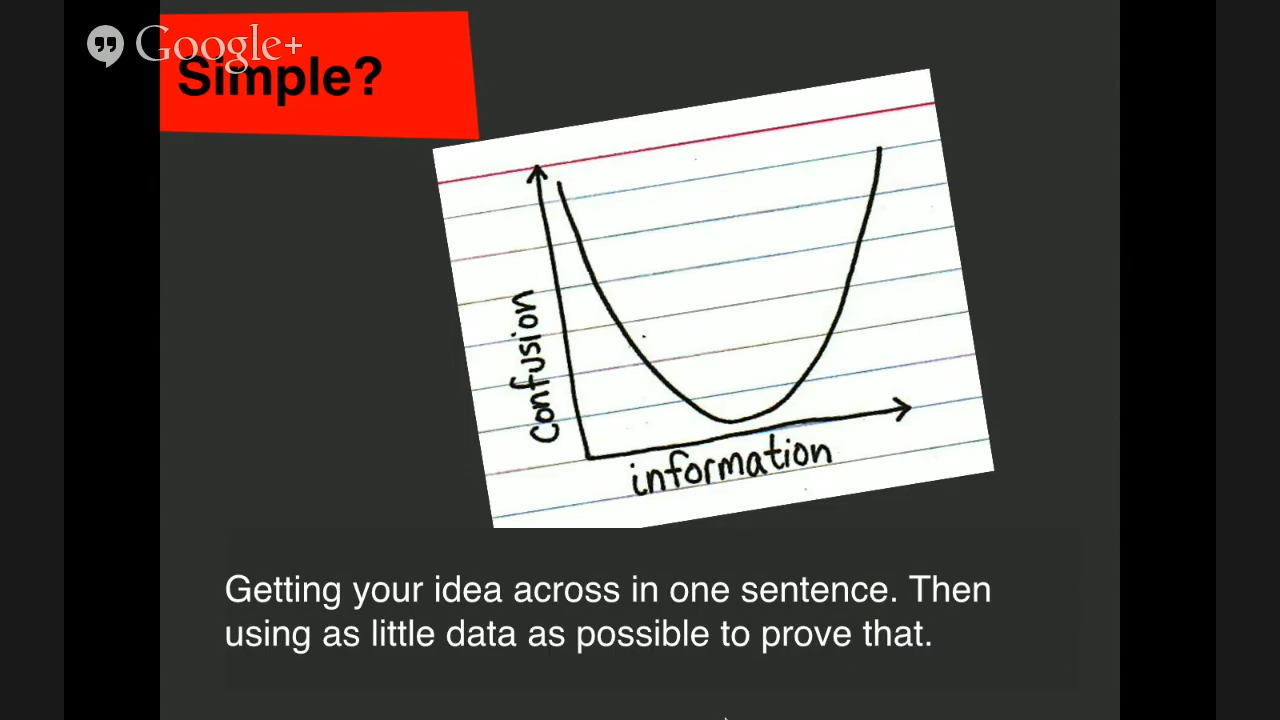 Google+
Simple?
Confusion
information
Getting your idea across in one sentence. Then
using as little data as possible to prove that.